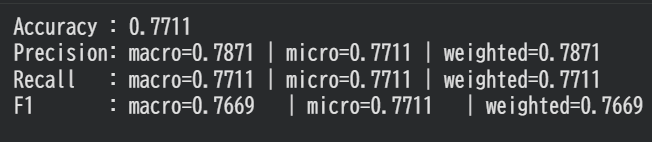 Accuracy : 0.7711
Precision: macro=0.7871 | micro=0.7711 | weighted=0.7871
Recall   : macro=0.7711 | micro=0.7711 | weighted=0.7711
F1       : macro=0.7669   | micro=0.7711   | weighted=0.7669